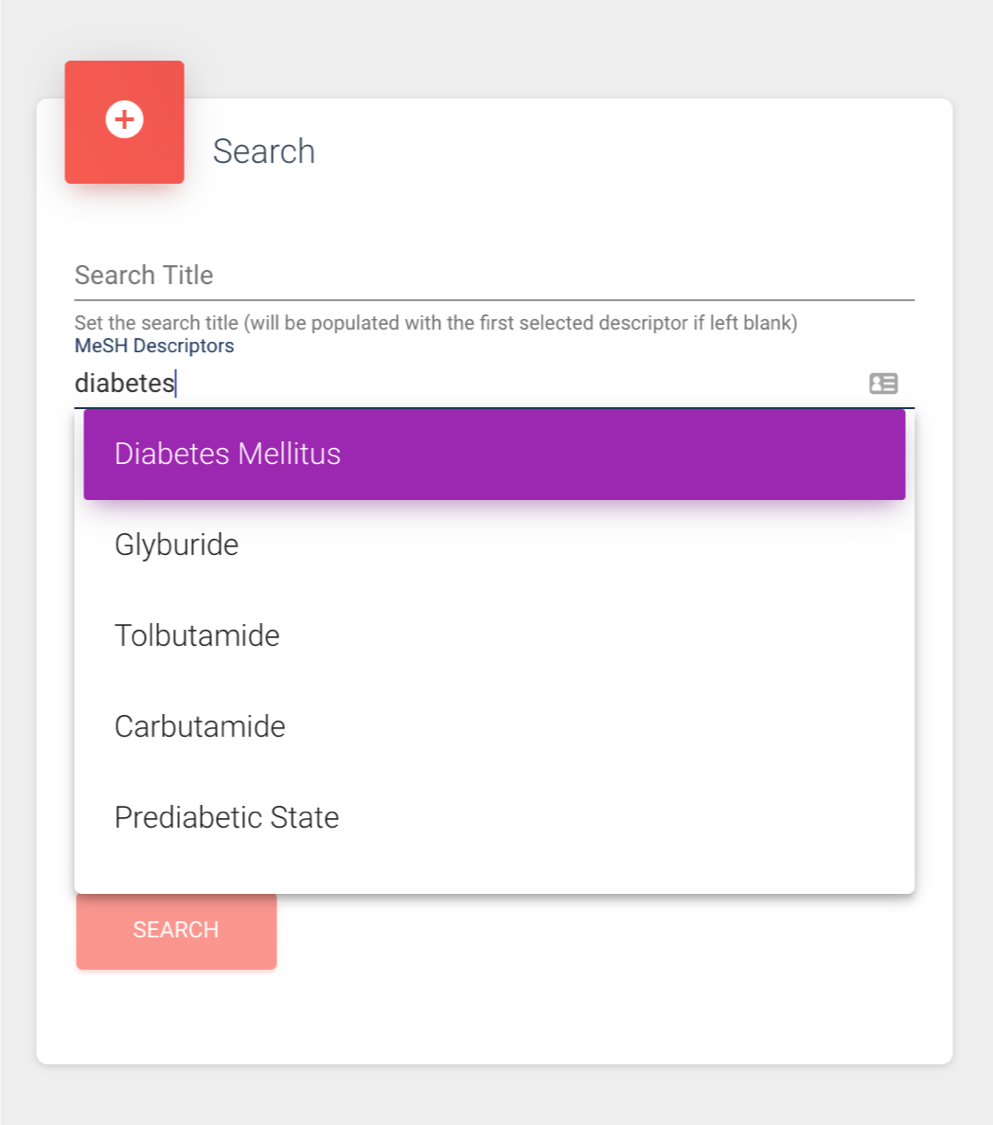 Search
Search Title
Set the search title (will be populated with the first selected descriptor if left blank)
MeSH Descriptors
diabetes
Diabetes Mellitus
Glyburide
Tolbutamide
Carbutamide
Prediabetic State
SEARCH